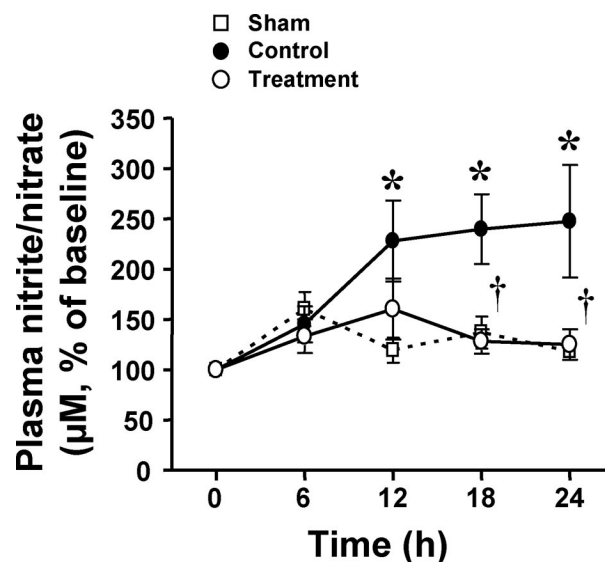 Sham
Control
Treatment
Plasma nitrite/nitrate
(µM, % of baseline)
350
300
250
200
150
100
50
0
*
*
*
†
†
0 6 12 18 24
Time (h)